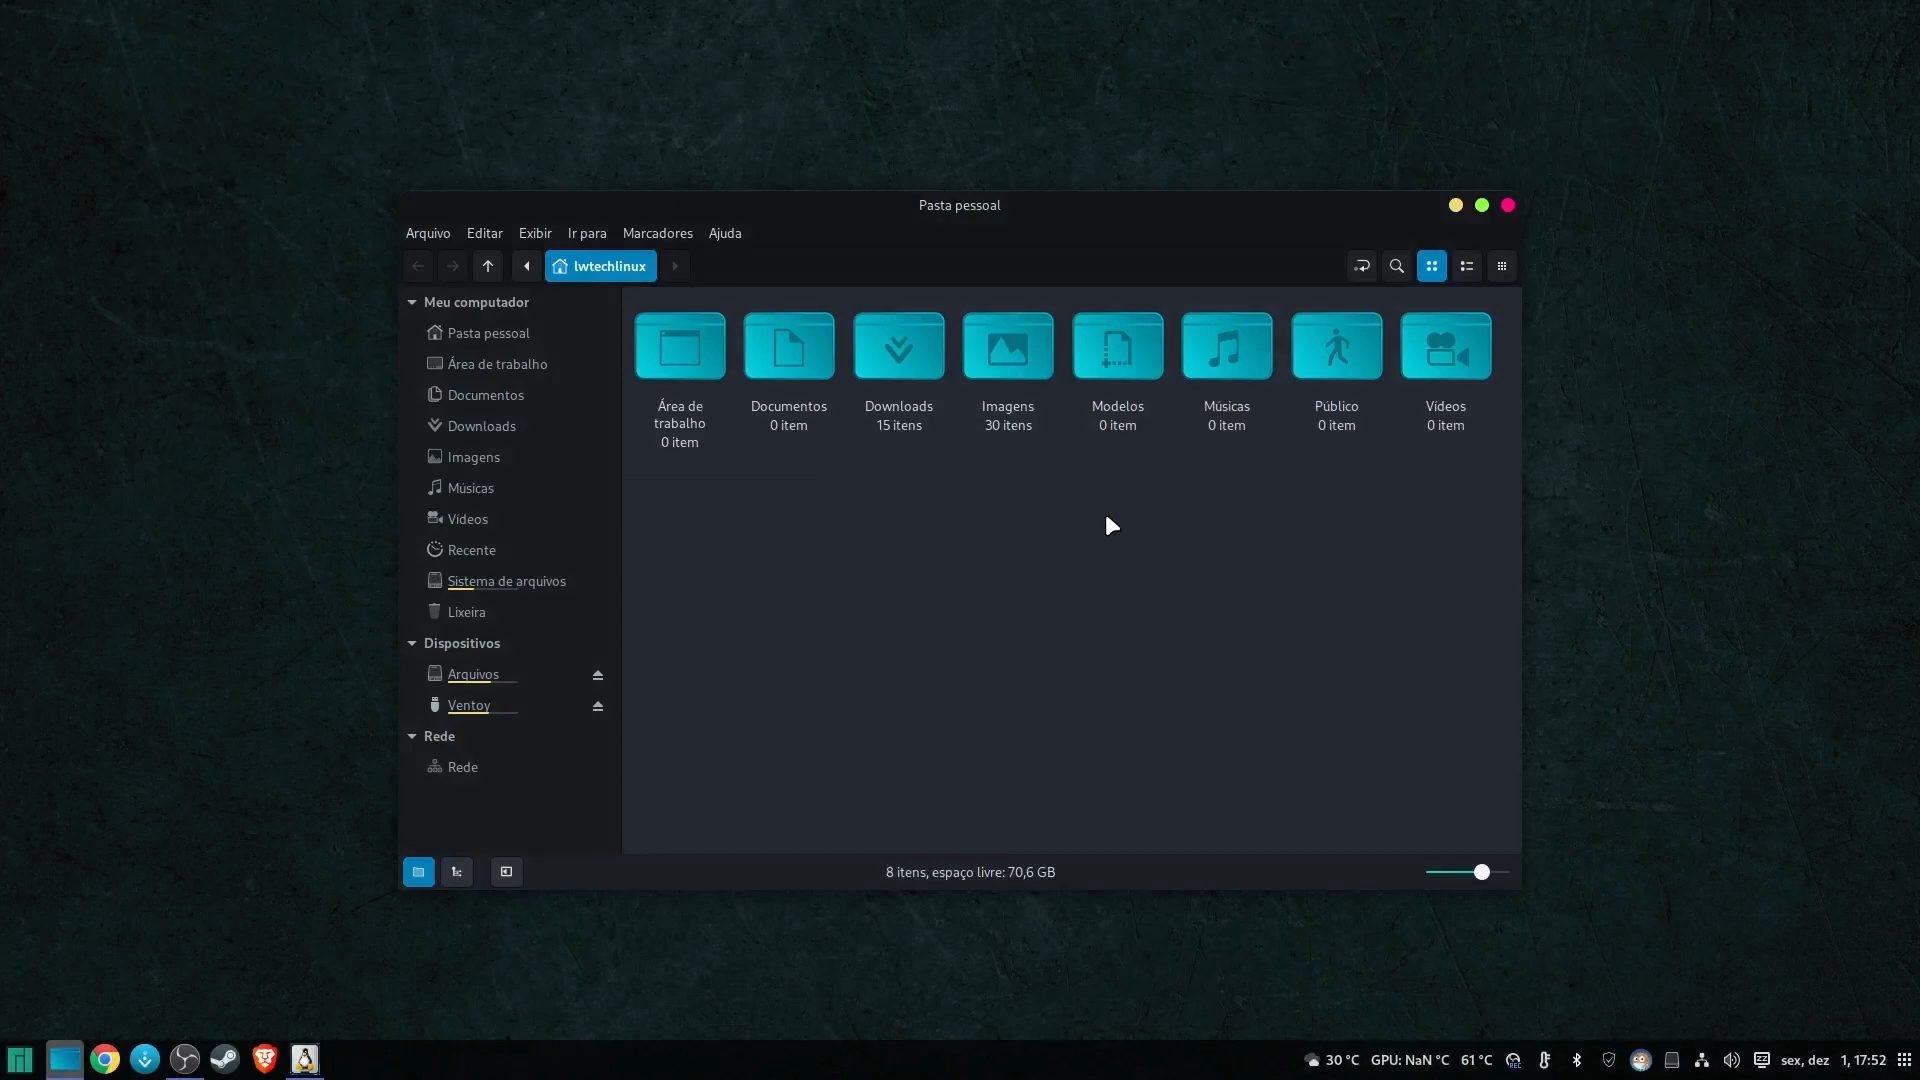 Pasta pessoal
Arquivo Editar Exibir Ir para Marcadores Ajuda
lwtechlinux
Meu computador
Pasta pessoal
Área de trabalho
Documentos
Downloads
Imagens
Músicas
Vídeos
Recente
Sistema de arquivos
Lixeira
Dispositivos
Arquivos
Ventoy
Rede
Rede
Área de
trabalho
0 item
Documentos
0 item
Downloads
15 itens
Imagens
30 itens
Modelos
0 item
Músicas
0 item
Público
0 item
Vídeos
0 item
8 itens, espaço livre: 70,6 GB
30 °C GPU: NaN °C 61 °C REC sex, dez 1, 17:52